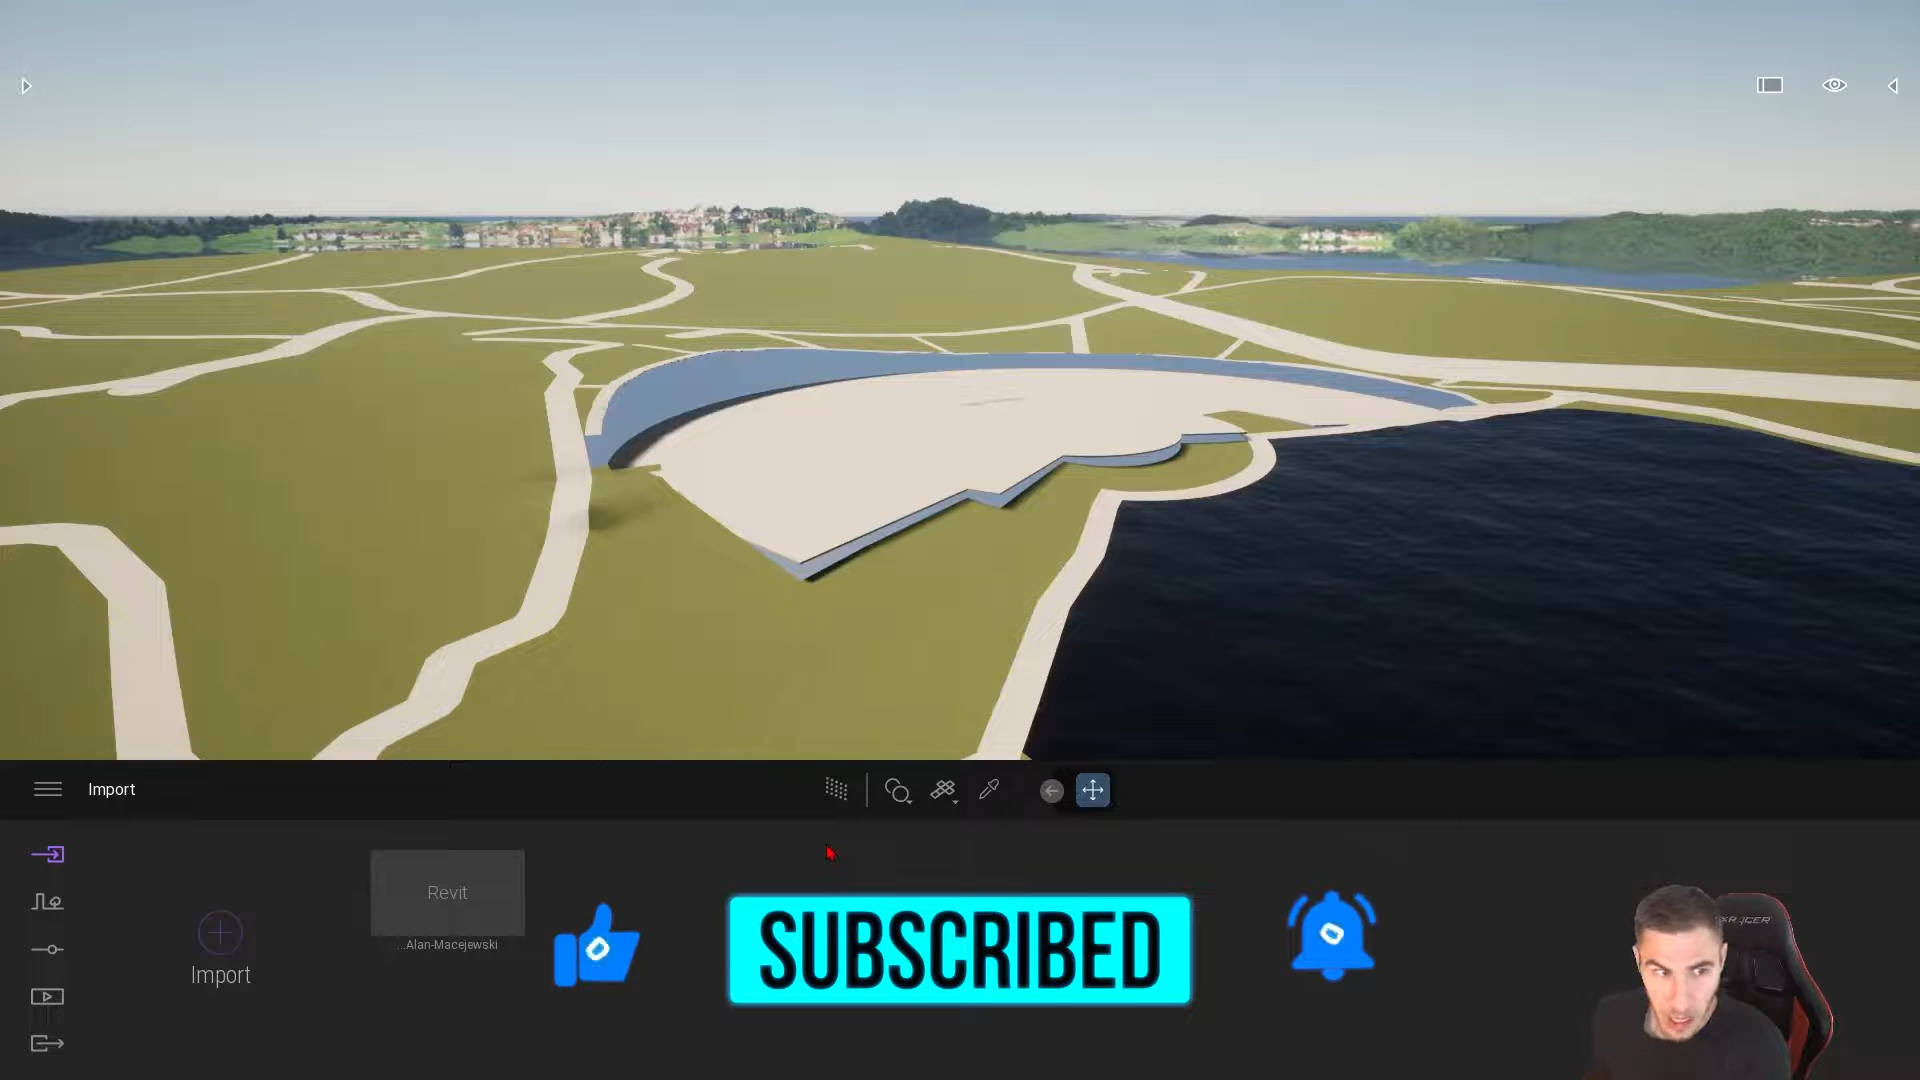 Import
Revit
...Alan-Macejewski
Import
SUBSCRIBED